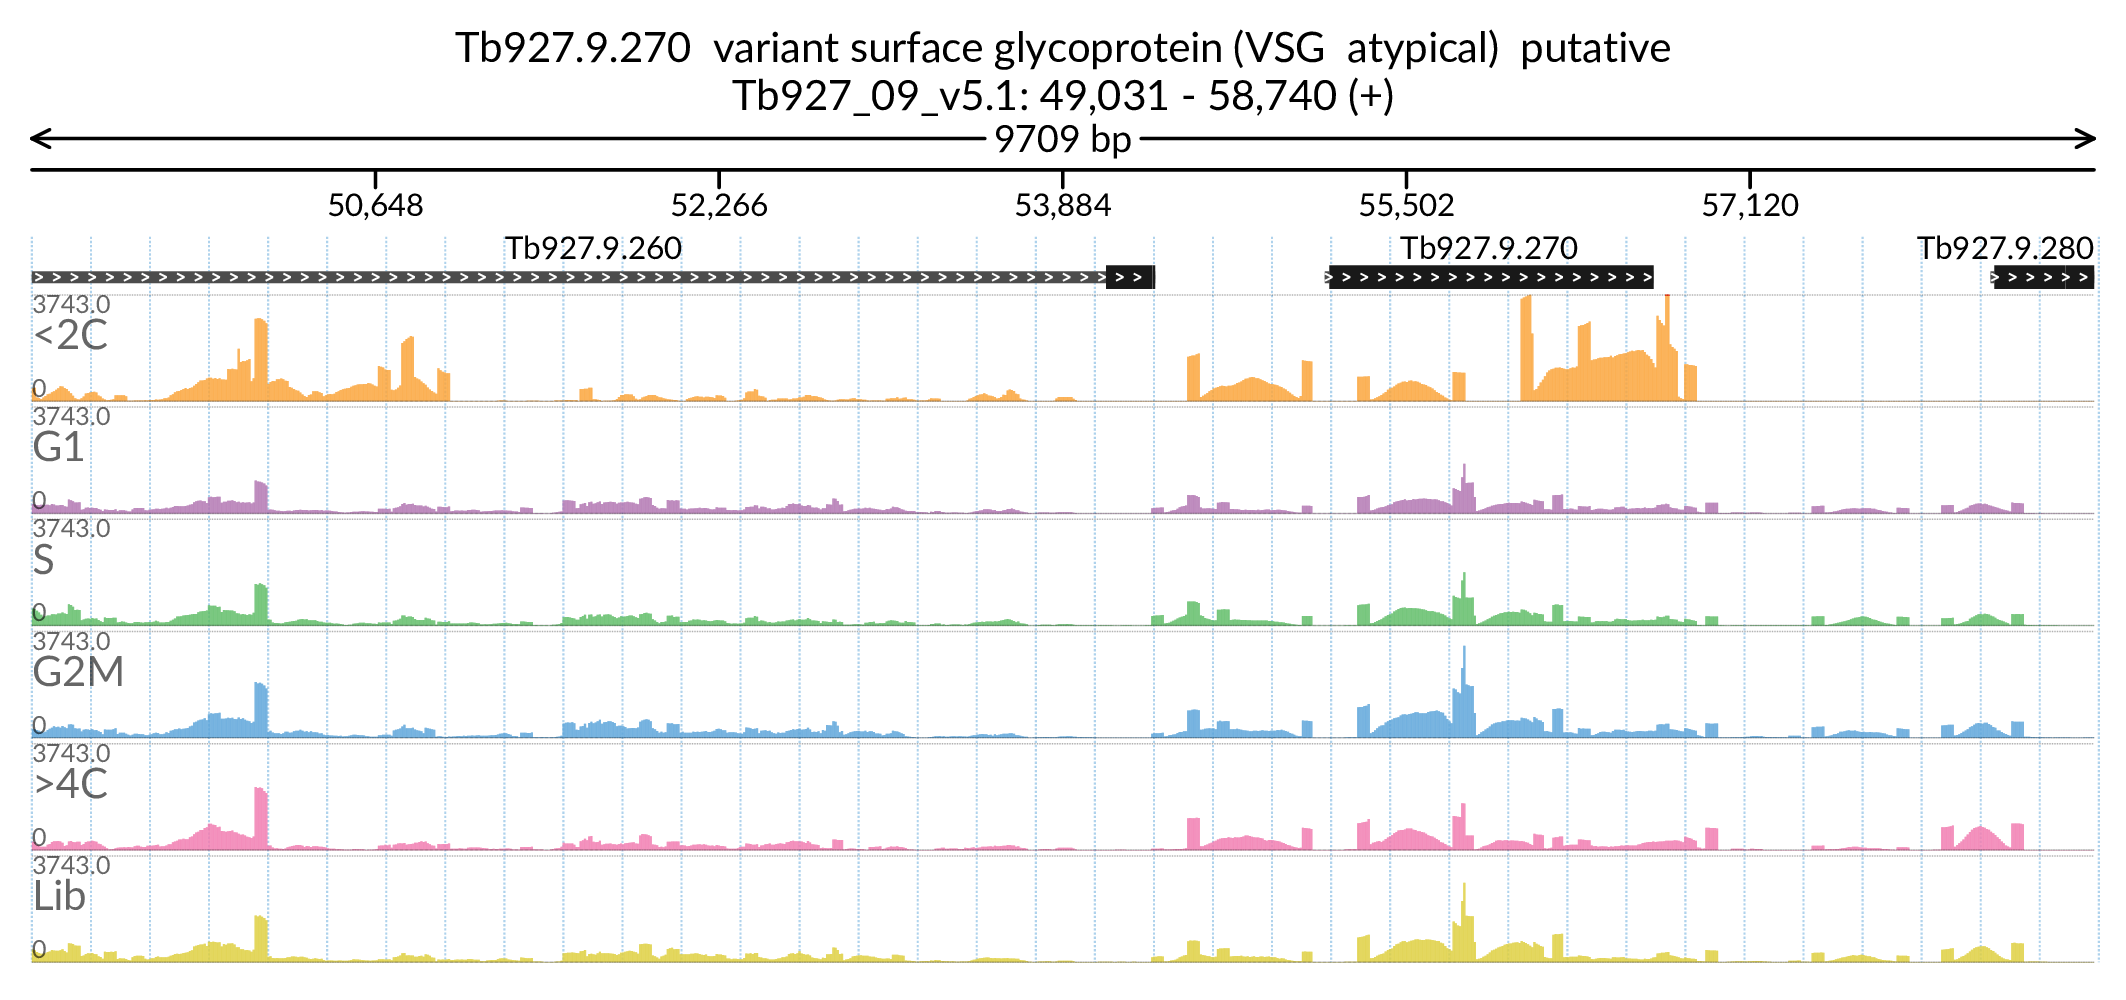 Tb927.9.270 variant surface glycoprotein (VSG atypical) putative
Tb927_09_v5.1: 49,031 - 58,740 (+)
9709 bp
50,648 52,266 53,884 55,502 57,120
Tb927.9.260 Tb927.9.270 Tb927.9.280
3743.0
<2C
0
3743.0
G1
0
3743.0
S
0
3743.0
G2M
0
3743.0
>4C
0
3743.0
Lib
0